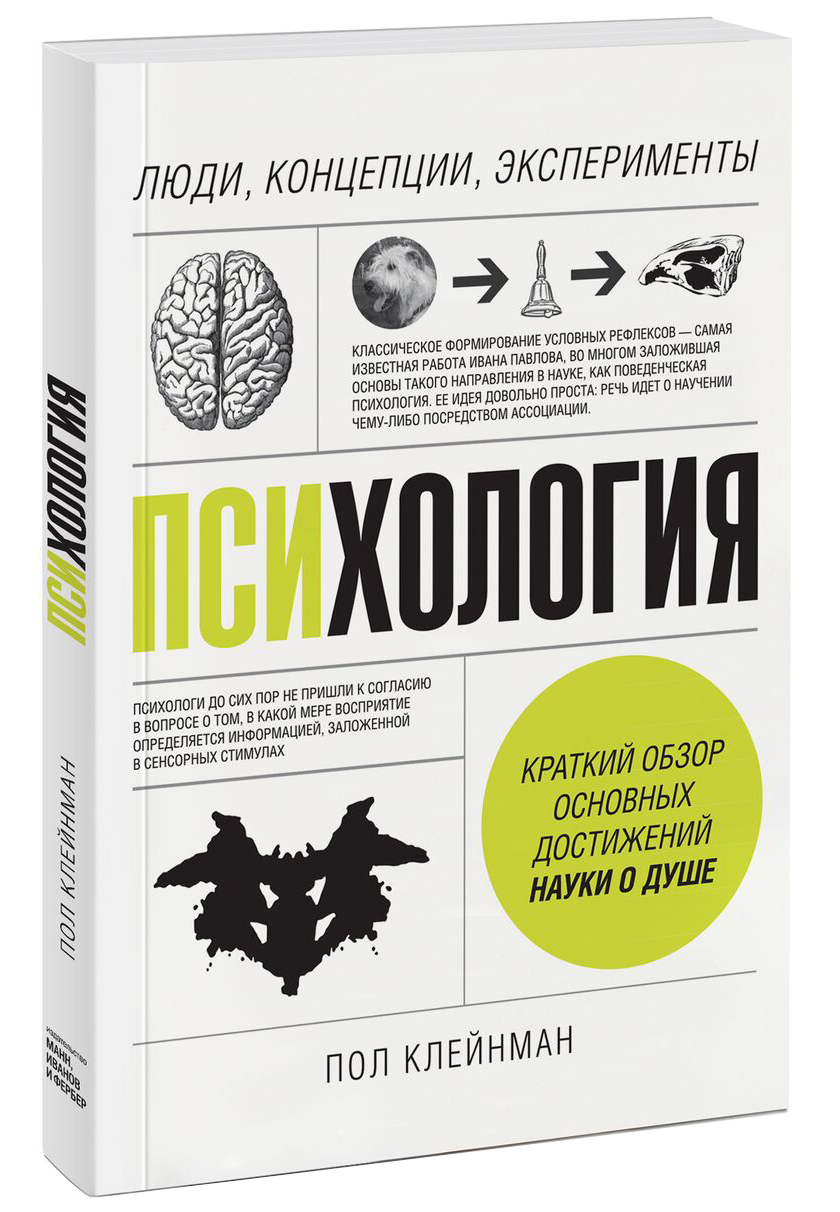 ЛЮДИ, КОНЦЕПЦИИ, ЭКСПЕРИМЕНТЫ
КЛАССИЧЕСКОЕ ФОРМИРОВАНИЕ УСЛОВНЫХ РЕФЛЕКСОВ — САМАЯ
ИЗВЕСТНАЯ РАБОТА ИВАНА ПАВЛОВА, ВО МНОГОМ ЗАЛОЖИВШАЯ
ОСНОВЫ ТАКОГО НАПРАВЛЕНИЯ В НАУКЕ, КАК ПОВЕДЕНЧЕСКАЯ
ПСИХОЛОГИЯ. ЕЕ ИДЕЯ ДОВОЛЬНО ПРОСТА: РЕЧЬ ИДЕТ О НАУЧЕНИИ
ЧЕМУ-ЛИБО ПОСРЕДСТВОМ АССОЦИАЦИИ.
ПСИХОЛОГИЯ
ПСИХОЛОГИ ДО СИХ ПОР НЕ ПРИШЛИ К СОГЛАСИЮ
В ВОПРОСЕ О ТОМ, В КАКОЙ МЕРЕ ВОСПРИЯТИЕ
ОПРЕДЕЛЯЕТСЯ ИНФОРМАЦИЕЙ, ЗАЛОЖЕННОЙ
В СЕНСОРНЫХ СТИМУЛАХ
КРАТКИЙ ОБЗОР
ОСНОВНЫХ
ДОСТИЖЕНИЙ
НАУКИ О ДУШЕ
ПОЛ КЛЕЙНМАН
ПСИХОЛОГИЯ
ПОЛ КЛЕЙНМАН
издательство
МАНН,
ИВАНОВ
И ФЕРБЕР